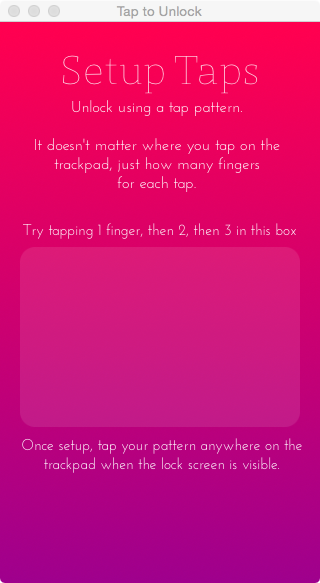 Tap to Unlock
Setup Taps
Unlock using a tap pattern.
It doesn't matter where you tap on the
trackpad, just how many fingers
for each tap.
Try tapping 1 finger, then 2, then 3 in this box
Once setup, tap your pattern anywhere on the
trackpad when the lock screen is visible.